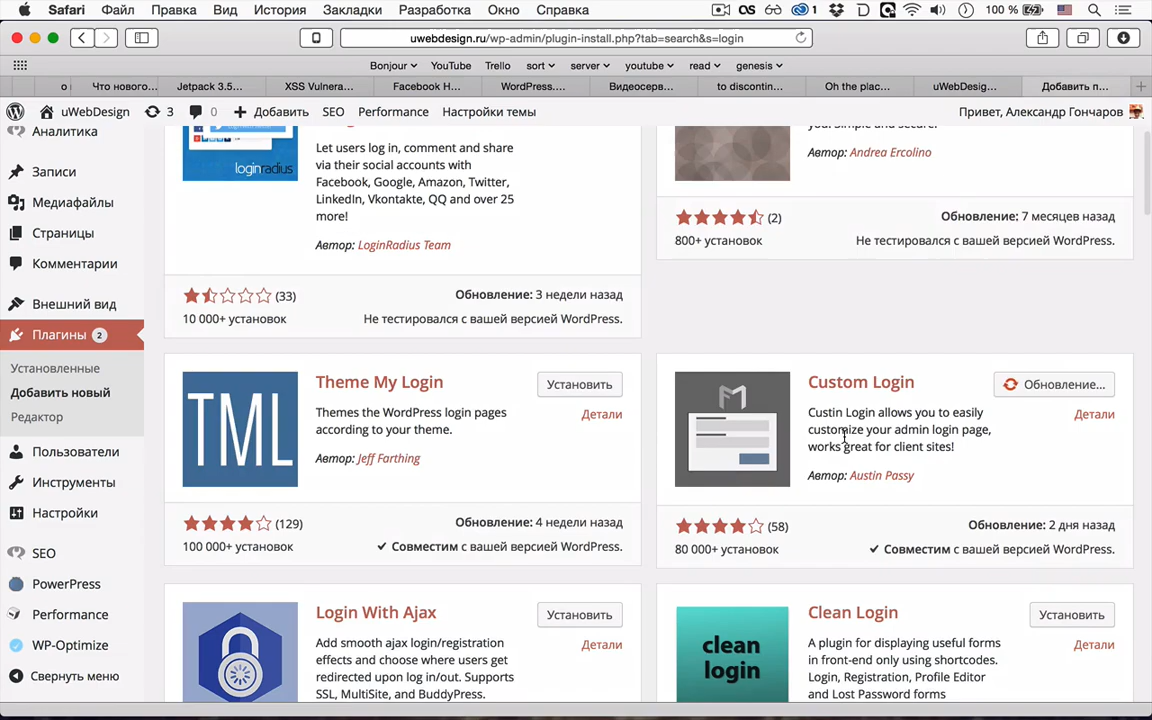 Safari Файл Правка Вид История Закладки Разработка Окно Справка 1 100 %
uwebdesign.ru/wp-admin/plugin-install.php?tab=search&s=login
Bonjour YouTube Trello sort server youtube read genesis
о Что нового... Jetpack 3.5... XSS Vulnera... Facebook H... WordPress.... Видеосерв... to discontin... Oh the plac... uWebDesig... Добавить п...
uWebDesign 3 0 Добавить SEO Performance Настройки темы Привет, Александр Гончаров
Аналитика
Записи
Медиафайлы
Страницы
Комментарии
Внешний вид
Плагины 2
Установленные
Добавить новый
Редактор
Пользователи
Инструменты
Настройки
SEO
PowerPress
Performance
WP-Optimize
Свернуть меню
loginradius
Let users log in, comment and share
via their social accounts with
Facebook, Google, Amazon, Twitter,
LinkedIn, Vkontakte, QQ and over 25
more!
Автор: LoginRadius Team
(33)
10 000+ установок
Обновление: 3 недели назад
Не тестировался с вашей версией WordPress.
your simple and secure.
Автор: Andrea Ercolino
(2)
800+ установок
Обновление: 7 месяцев назад
Не тестировался с вашей версией WordPress.
TML
Theme My Login
Установить
Детали
Themes the WordPress login pages
according to your theme.
Автор: Jeff Farthing
(129)
100 000+ установок
Обновление: 4 недели назад
Совместим с вашей версией WordPress.
Custom Login
Обновление...
Детали
Custin Login allows you to easily
customize your admin login page,
works great for client sites!
Автор: Austin Passy
(58)
80 000+ установок
Обновление: 2 дня назад
Совместим с вашей версией WordPress.
Login With Ajax
Установить
Детали
Add smooth ajax login/registration
effects and choose where users get
redirected upon log in/out. Supports
SSL, MultiSite, and BuddyPress.
clean
login
Clean Login
Установить
Детали
A plugin for displaying useful forms
in front-end only using shortcodes.
Login, Registration, Profile Editor
and Lost Password forms